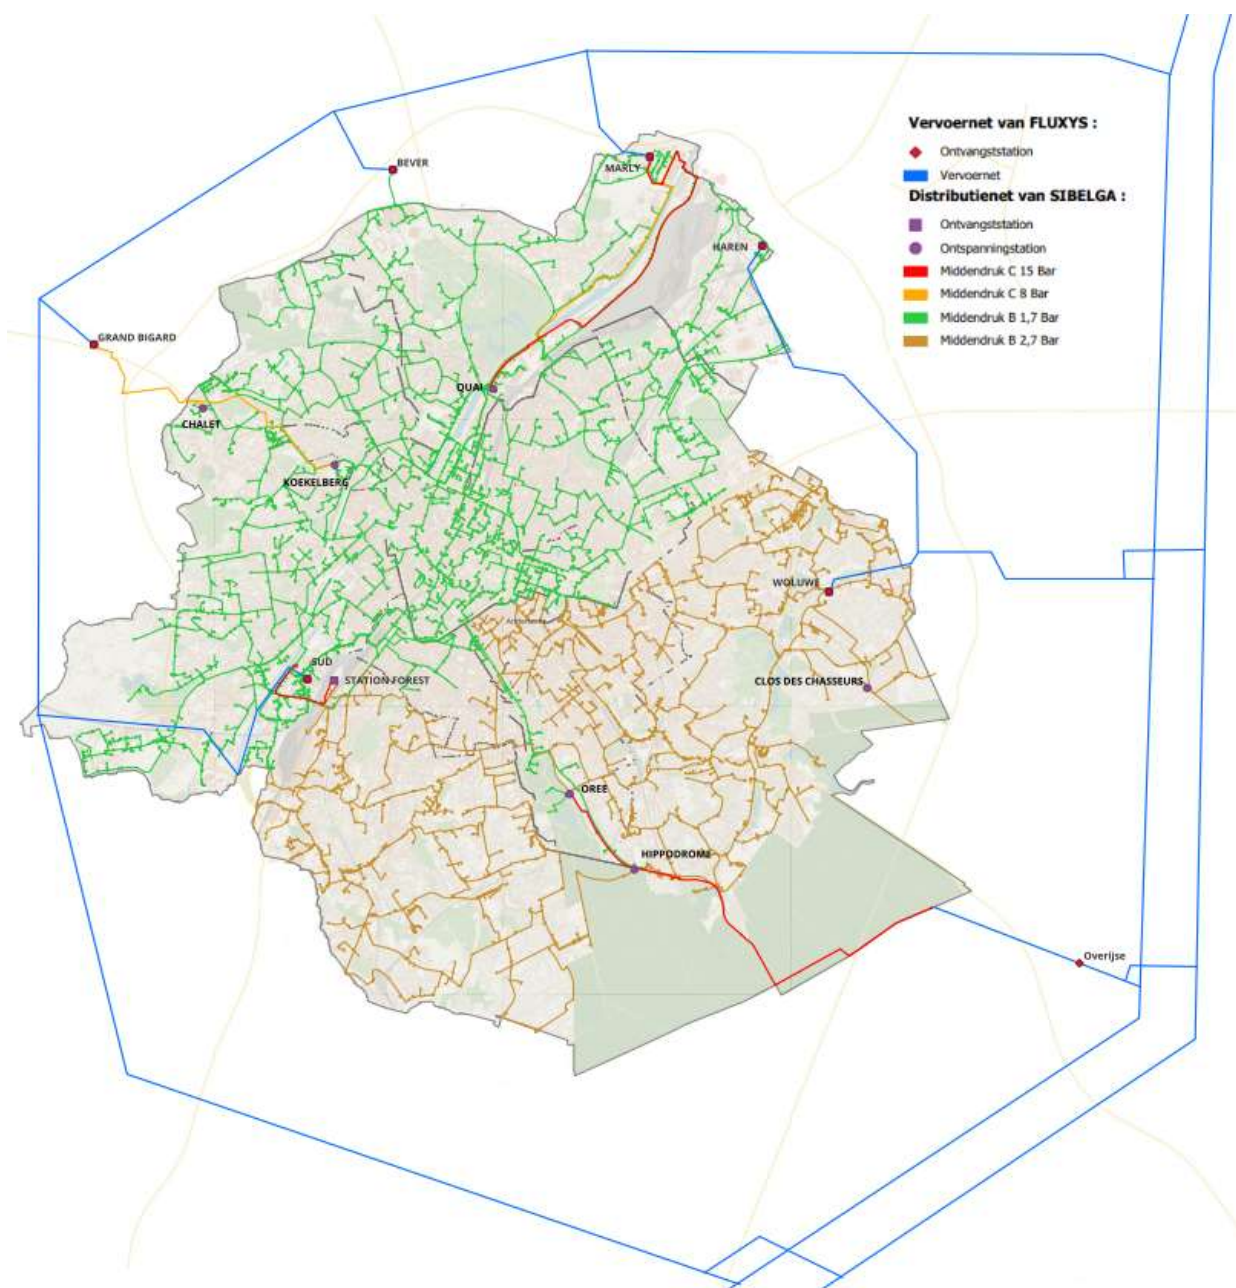 Vervoernet van FLUXYS :
Ontvangststation
Vervoernet
Distributienet van SIBELGA :
Ontvangststation
Ontspanningstation
Middendruk C 15 Bar
Middendruk C 8 Bar
Middendruk B 1,7 Bar
Middendruk B 2,7 Bar
BEVER
MARLY
HAREN
GRAND BIGARD
QUAI
CHALET
KOEKELBERG
WOLUWE
SUD
STATION FOREST
CLOS DES CHASSEURS
OREE
HIPPODROME
Overijse